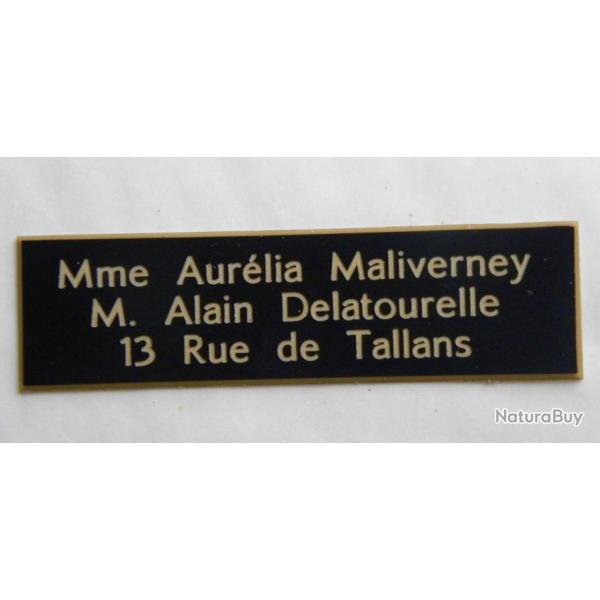 Mme Aurélia Maliverney
M. Alain Delatourelle
13 Rue de Tallans
NaturaBuy